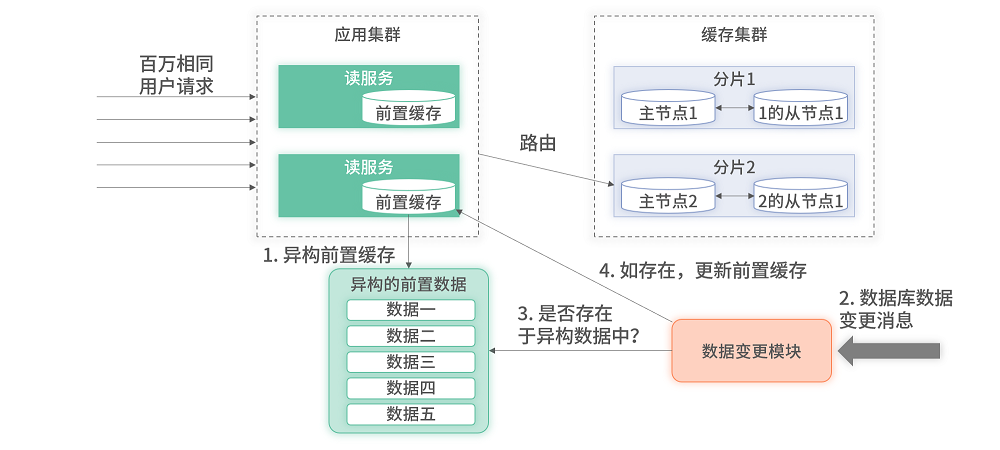 百万相同
用户请求
应用集群
读服务
前置缓存
读服务
前置缓存
路由
缓存集群
分片1
主节点1
1的从节点1
分片2
主节点2
2的从节点1
1. 异构前置缓存
异构的前置数据
数据一
数据二
数据三
数据四
数据五
4. 如存在，更新前置缓存
3. 是否存在
于异构数据中？
数据变更模块
2. 数据库数据
变更消息